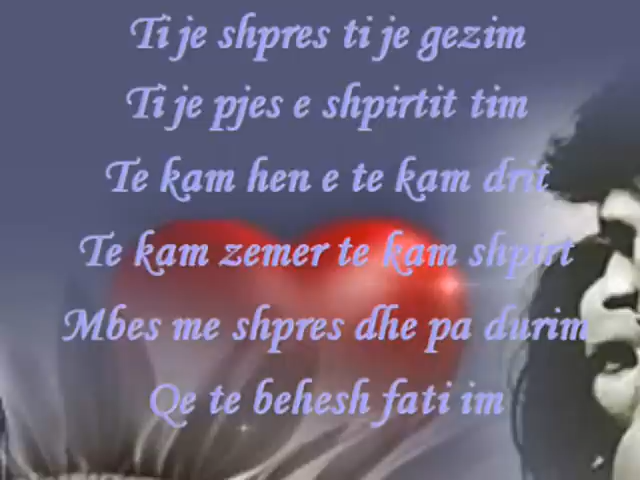 Ti je shpres ti je gezim
Ti je pjes e shpirtit tim
Te kam hen e te kam drit
Te kam zemer te kam shpirt
Mbes me shpres dhe pa durim
Qe te behesh fati im